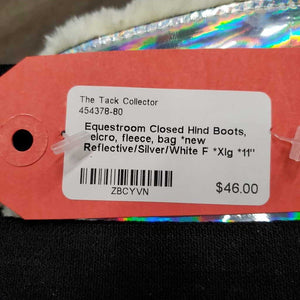 The Tack Collector
454378-80
Equestroom Closed Hind Boots,
elcro, fleece, bag *new
Reflective/Silver/White F *Xlg *11"
ZBCYVN
$46.00